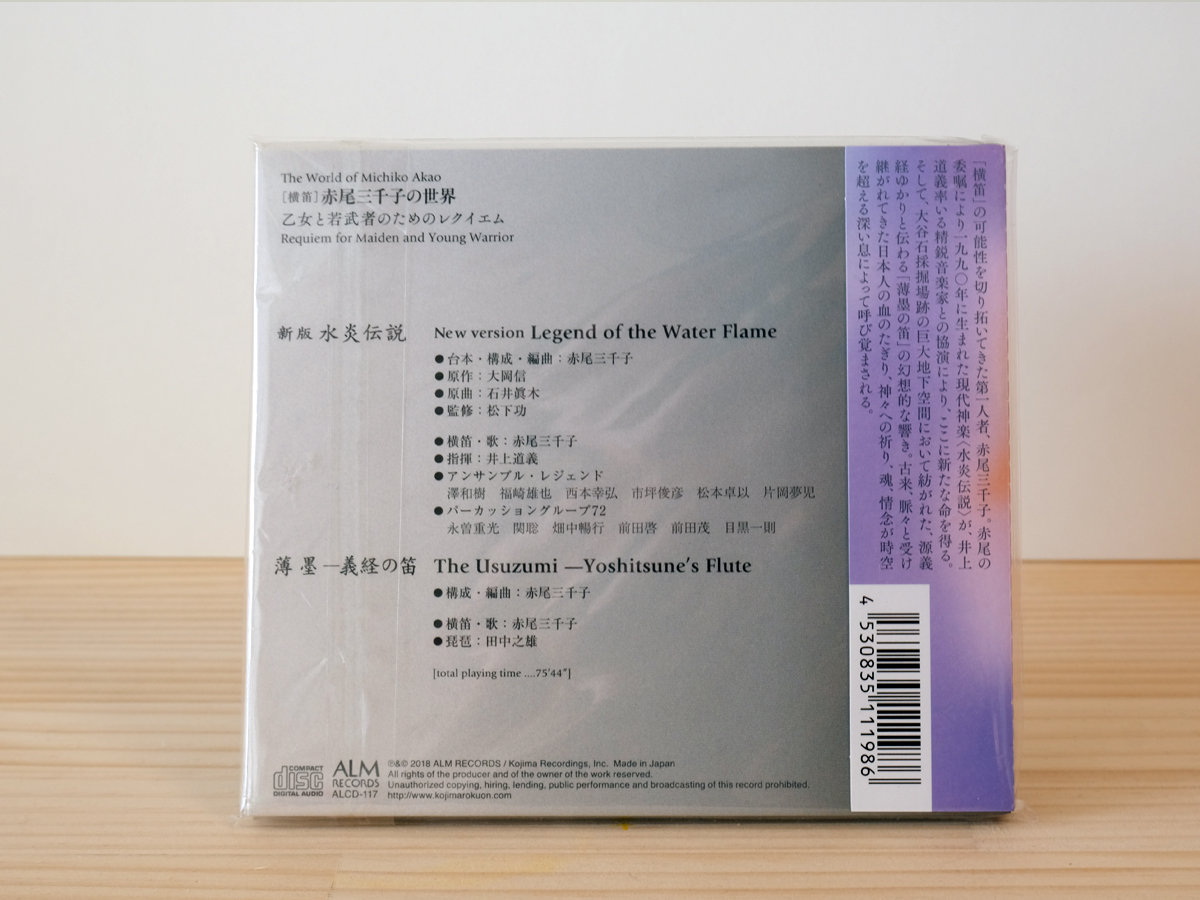 The World of Michiko Akao
［横笛］赤尾三千子の世界
乙女と若武者のためのレクイエム
Requiem for Maiden and Young Warrior
新版 水炎伝説 New version Legend of the Water Flame
●台本・構成・編曲：赤尾三千子
●原作：大岡信
●原曲：石井眞木
●監修：松下功
●横笛・歌：赤尾三千子
●指揮：井上道義
●アンサンブル・レジェンド
澤和樹 福崎雄也 西本幸弘 市坪俊彦 松本卓以 片岡夢児
●パーカッショングループ72
永曽重光 関聡 畑中暢行 前田啓 前田茂 目黒一則
薄墨―義経の笛 The Usuzumi —Yoshitsune's Flute
●構成・編曲：赤尾三千子
●横笛・歌：赤尾三千子
●琵琶：田中之雄
[total playing time ....75'44"]
COMPACT
disc
DIGITAL AUDIO
ALM
RECORDS
ALCD-117
℗&© 2018 ALM RECORDS / Kojima Recordings, Inc. Made in Japan
All rights of the producer and of the owner of the work reserved.
Unauthorized copying, hiring, lending, public performance and broadcasting of this record prohibited.
http://www.kojimarokuon.com
「横笛」の可能性を切り拓いてきた第一人者、赤尾三千子。赤尾の
委嘱により一九九〇年に生まれた現代神楽〈水炎伝説〉が、井上
道義率いる精鋭音楽家との協演により、ここに新たな命を得る。
そして、大谷石採掘場跡の巨大地下空間において紡がれた、源義
経ゆかりと伝わる「薄墨の笛」の幻想的な響き。古来、脈々と受け
継がれてきた日本人の血のたぎり、神々への祈り、魂、情念が時空
を超える深い息によって呼び覚まされる。
4 530835 111986